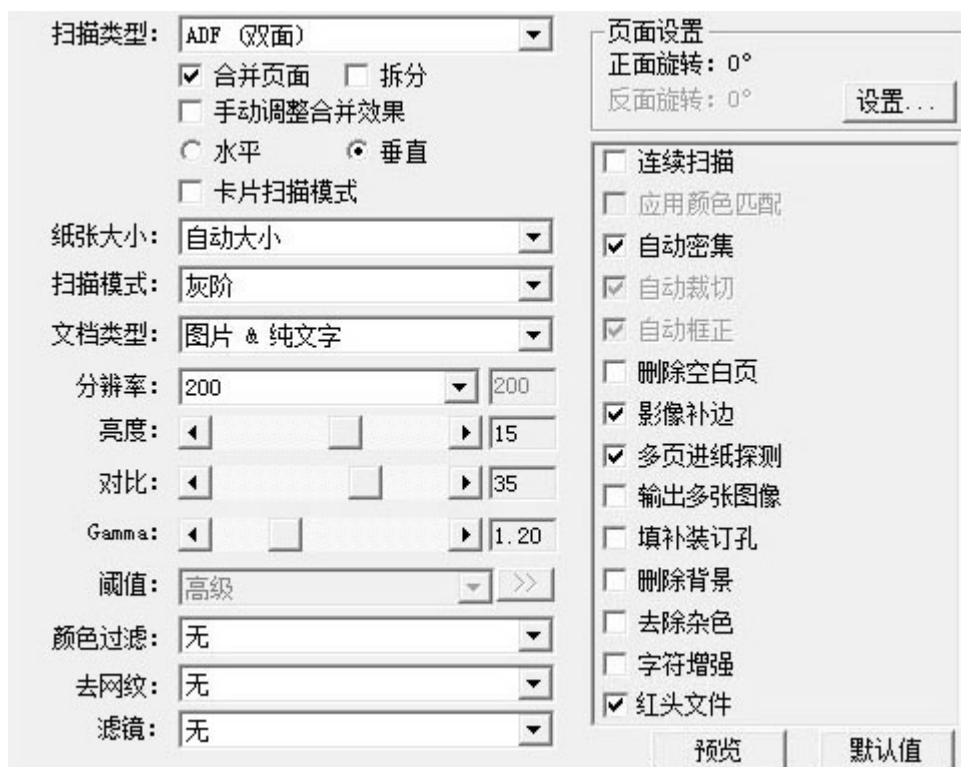 扫描类型: ADF (双面)
合并页面 拆分
手动调整合并效果
水平 垂直
卡片扫描模式
纸张大小: 自动大小
扫描模式: 灰阶
文档类型: 图片 & 纯文字
分辨率: 200 200
亮度: 15
对比: 35
Gamma: 1.20
阈值: 高级 >>
颜色过滤: 无
去网纹: 无
滤镜: 无
页面设置
正面旋转: 0°
反面旋转: 0° 设置...
连续扫描
应用颜色匹配
自动密集
自动裁切
自动框正
删除空白页
影像补边
多页进纸探测
输出多张图像
填补装订孔
删除背景
去除杂色
字符增强
红头文件
预览 默认值